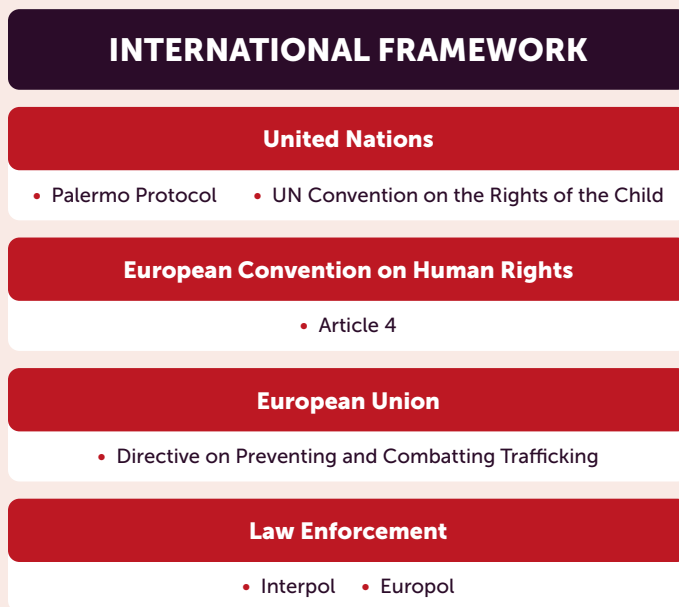 INTERNATIONAL FRAMEWORK
United Nations
• Palermo Protocol • UN Convention on the Rights of the Child
European Convention on Human Rights
• Article 4
European Union
• Directive on Preventing and Combatting Trafficking
Law Enforcement
• Interpol • Europol